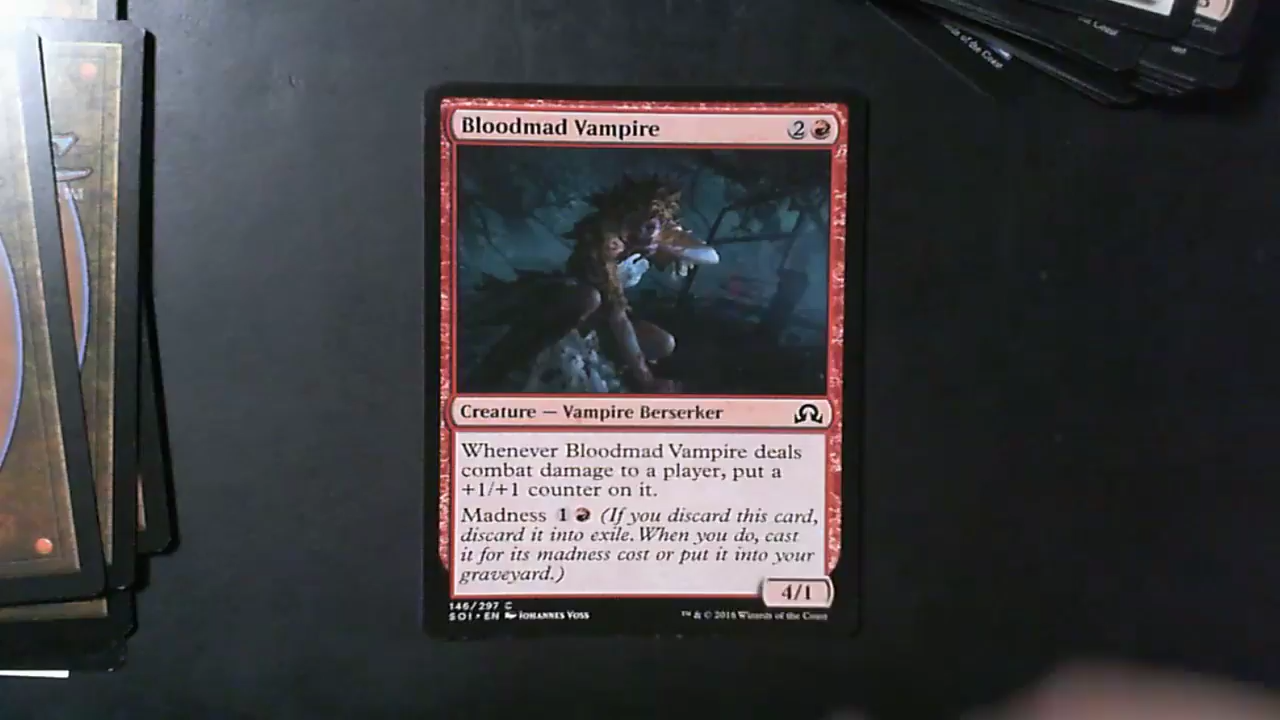 Bloodmad Vampire 2
Creature — Vampire Berserker
Whenever Bloodmad Vampire deals
combat damage to a player, put a
+1/+1 counter on it.
Madness 1 (If you discard this card,
discard it into exile. When you do, cast
it for its madness cost or put it into your
graveyard.)
4/1
146/297 C
SOI • EN Johannes Voss
™ & © 2016 Wizards of the Coast
of the Coast